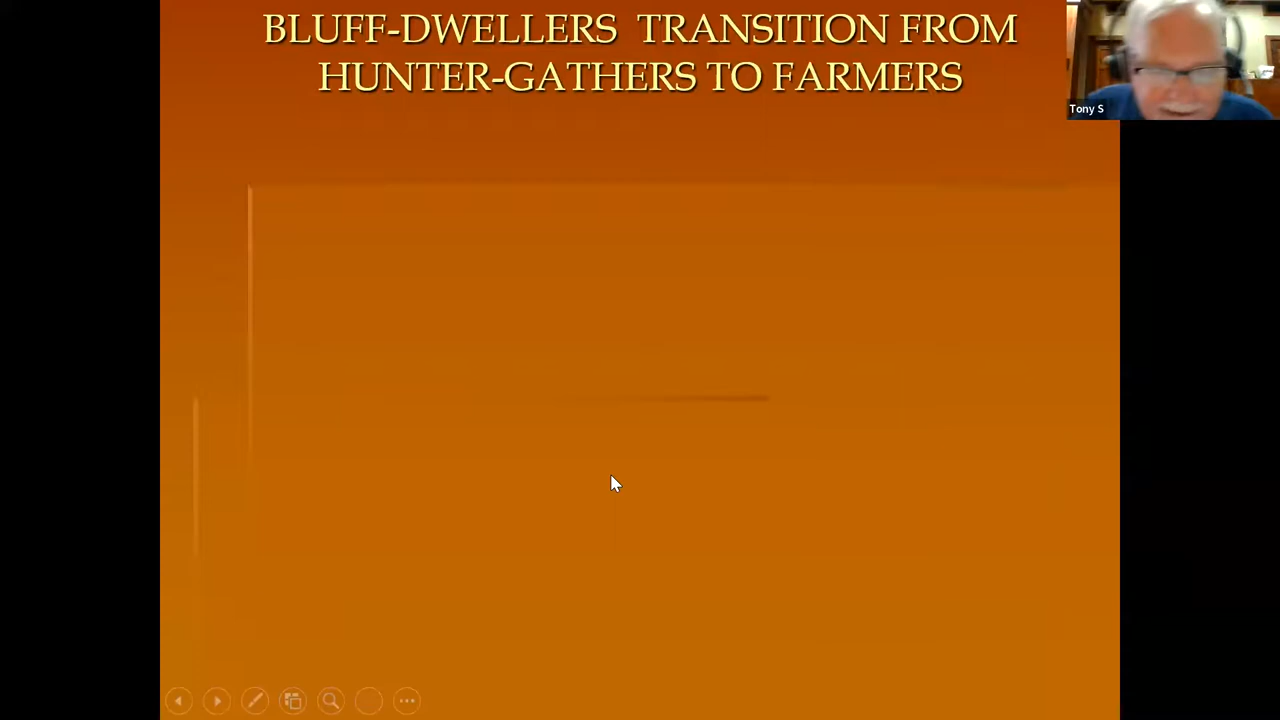 BLUFF-DWELLERS TRANSITION FROM
HUNTER-GATHERS TO FARMERS
Tony S